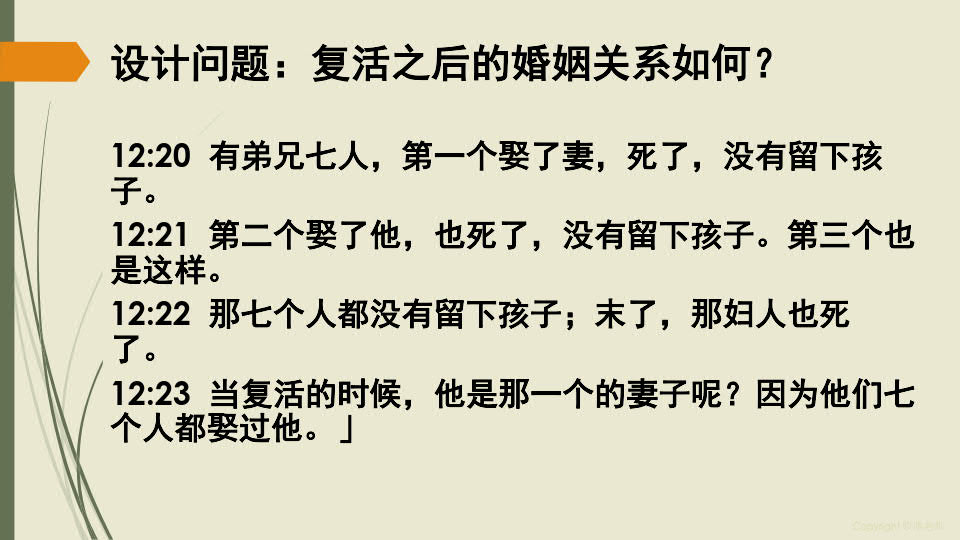 设计问题：复活之后的婚姻关系如何？
12:20 有弟兄七人，第一个娶了妻，死了，没有留下孩
子。
12:21 第二个娶了他，也死了，没有留下孩子。第三个也
是这样。
12:22 那七个人都没有留下孩子；末了，那妇人也死
了。
12:23 当复活的时候，他是那一个的妻子呢？因为他们七
个人都娶过他。」